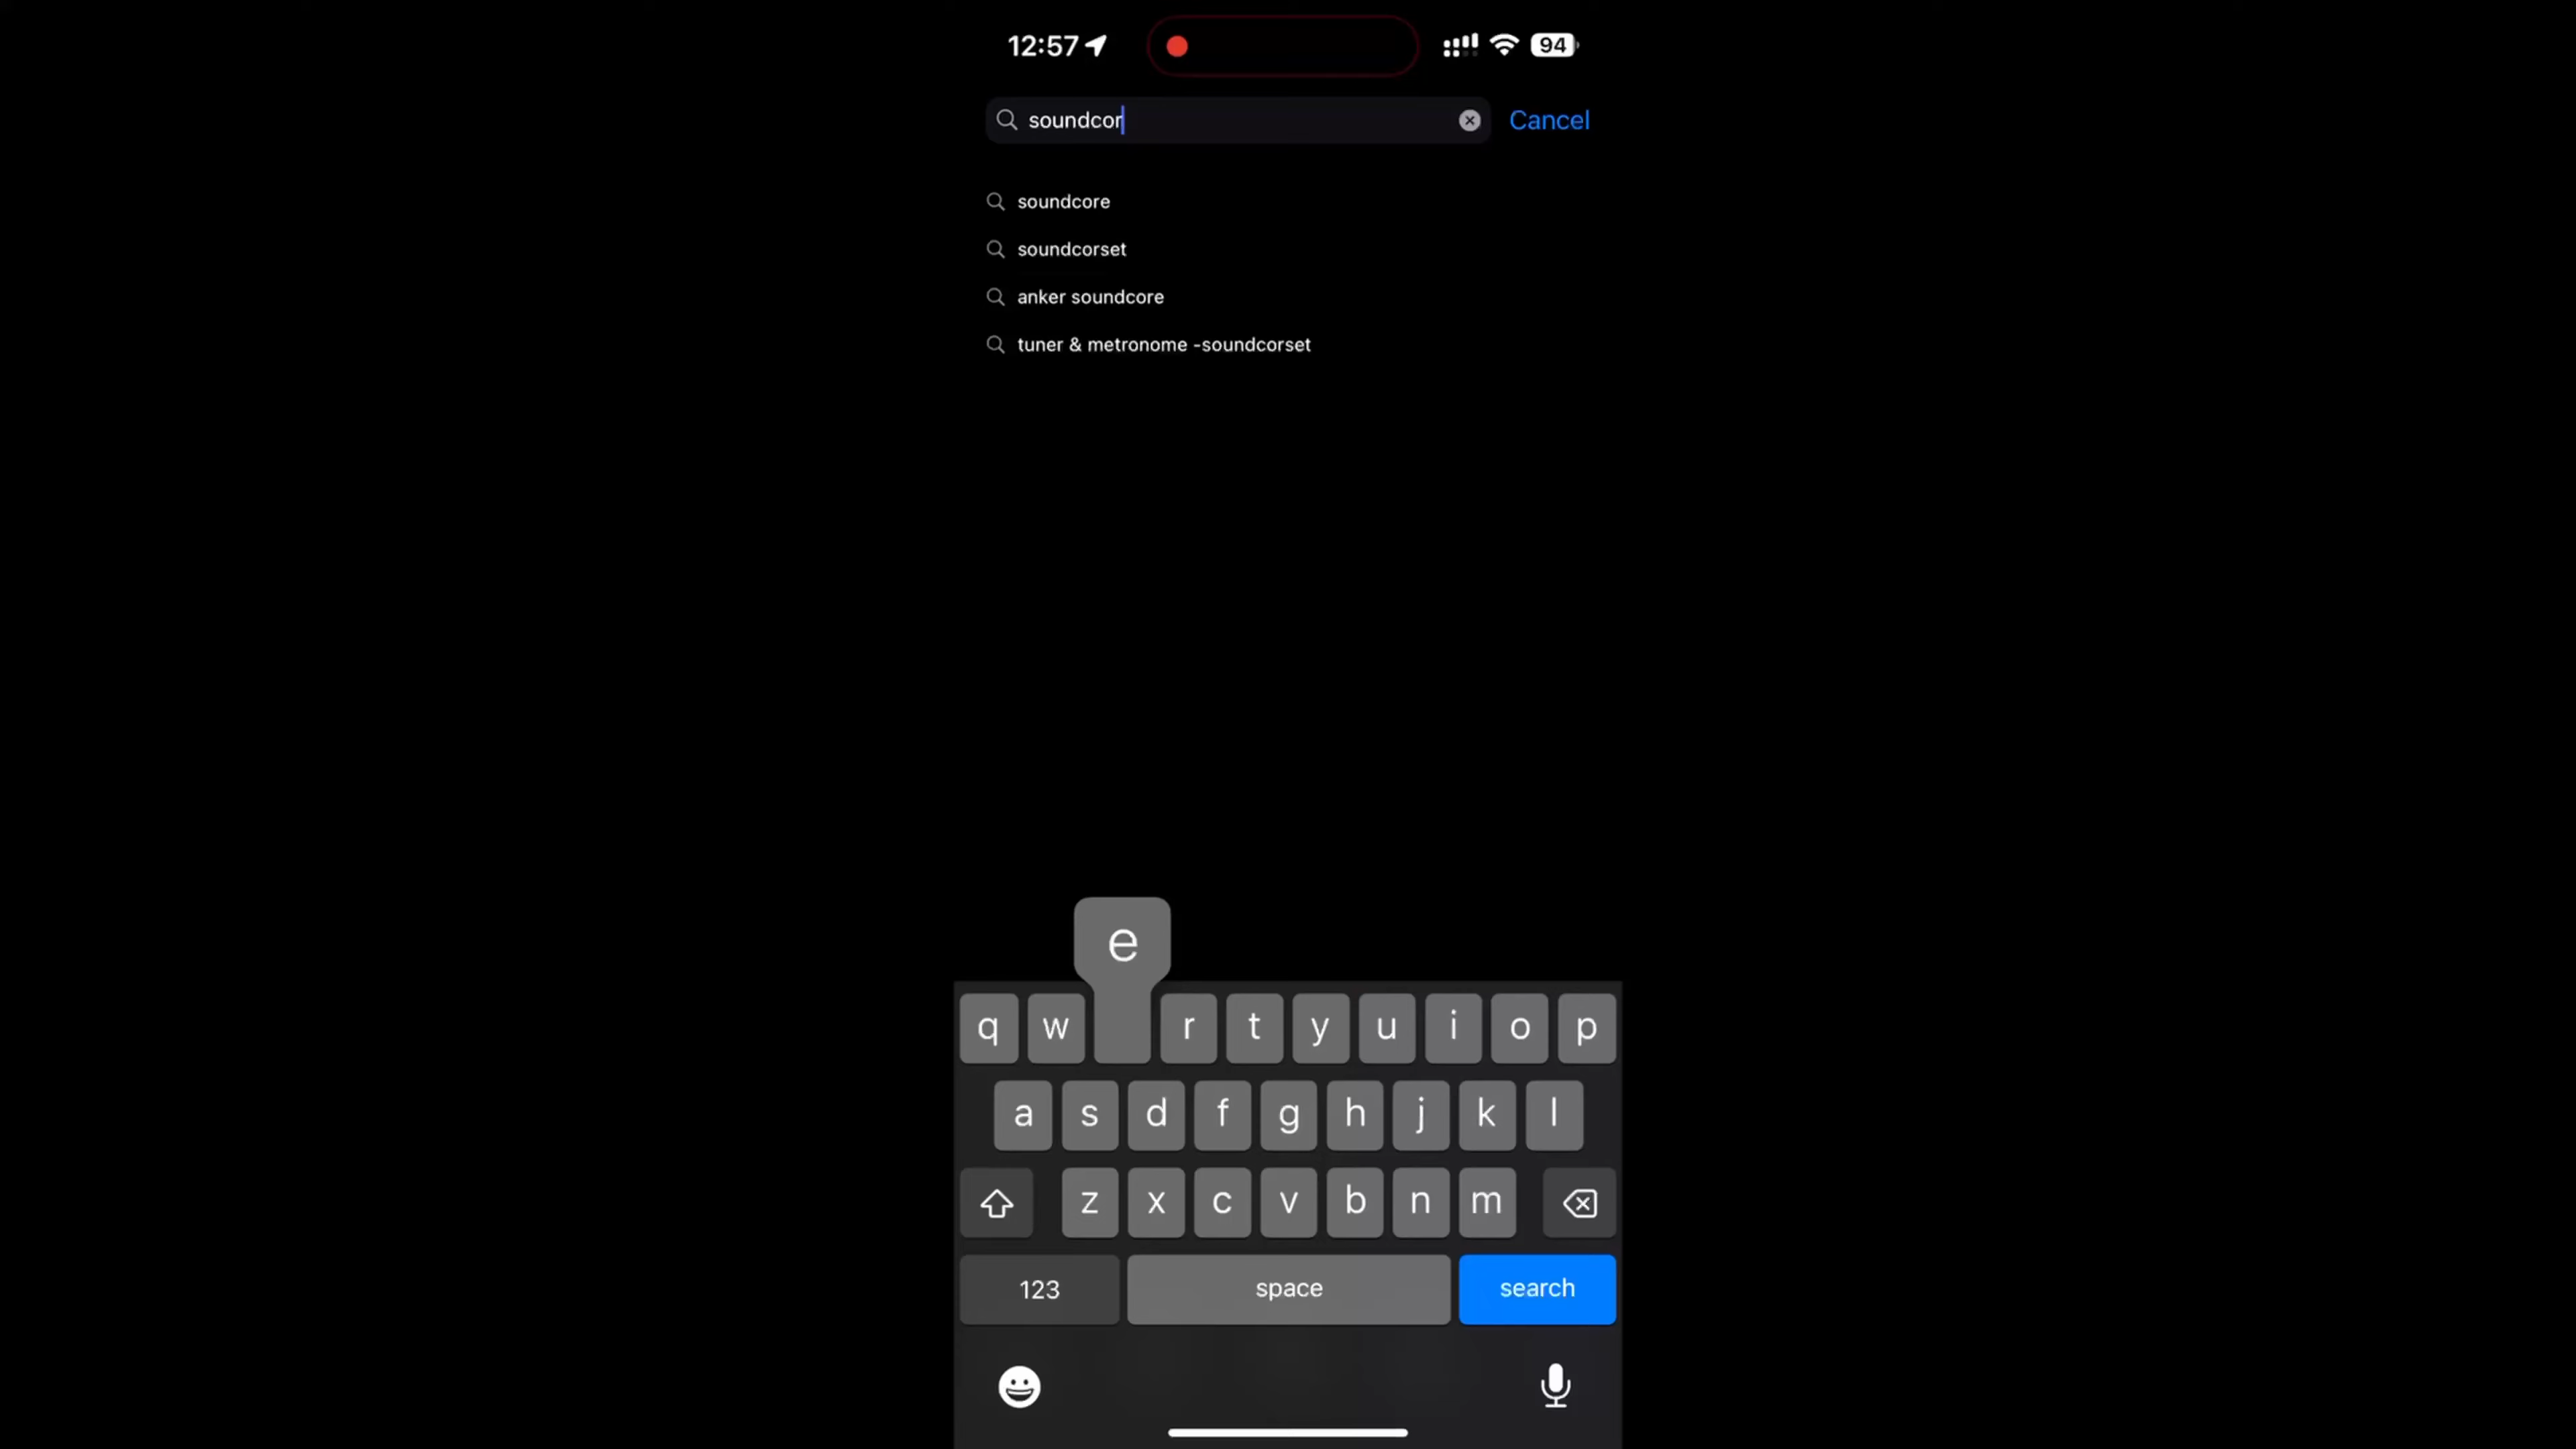 12:57 94
soundcor Cancel
soundcore
soundcorset
anker soundcore
tuner & metronome -soundcorset
e
q w r t y u i o p
a s d f g h j k l
z x c v b n m
123 space search